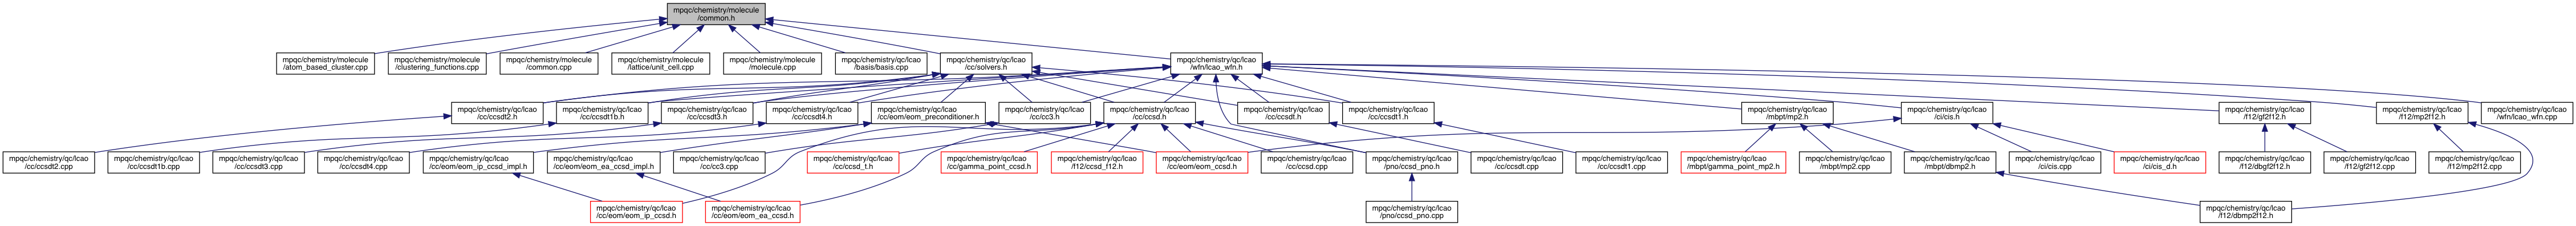 mpqc/chemistry/molecule
/common.h
mpqc/chemistry/molecule
/atom_based_cluster.cpp
mpqc/chemistry/molecule
/clustering_functions.cpp
mpqc/chemistry/molecule
/common.cpp
mpqc/chemistry/molecule
/lattice/unit_cell.cpp
mpqc/chemistry/molecule
/molecule.cpp
mpqc/chemistry/qc/lcao
/basis/basis.cpp
mpqc/chemistry/qc/lcao
/cc/solvers.h
mpqc/chemistry/qc/lcao
/wfn/lcao_wfn.h
mpqc/chemistry/qc/lcao
/cc/ccsdt2.h
mpqc/chemistry/qc/lcao
/cc/ccsdt1b.h
mpqc/chemistry/qc/lcao
/cc/ccsdt3.h
mpqc/chemistry/qc/lcao
/cc/ccsdt4.h
mpqc/chemistry/qc/lcao
/cc/eom/eom_preconditioner.h
mpqc/chemistry/qc/lcao
/cc/cc3.h
mpqc/chemistry/qc/lcao
/cc/ccsd.h
mpqc/chemistry/qc/lcao
/cc/ccsdt.h
mpqc/chemistry/qc/lcao
/cc/ccsdt1.h
mpqc/chemistry/qc/lcao
/mbpt/mp2.h
mpqc/chemistry/qc/lcao
/ci/cis.h
mpqc/chemistry/qc/lcao
/f12/gf2f12.h
mpqc/chemistry/qc/lcao
/f12/mp2f12.h
mpqc/chemistry/qc/lcao
/wfn/lcao_wfn.cpp
mpqc/chemistry/qc/lcao
/cc/ccsdt2.cpp
mpqc/chemistry/qc/lcao
/cc/ccsdt1b.cpp
mpqc/chemistry/qc/lcao
/cc/ccsdt3.cpp
mpqc/chemistry/qc/lcao
/cc/ccsdt4.cpp
mpqc/chemistry/qc/lcao
/cc/eom/eom_ip_ccsd_impl.h
mpqc/chemistry/qc/lcao
/cc/eom/eom_ea_ccsd_impl.h
mpqc/chemistry/qc/lcao
/cc/cc3.cpp
mpqc/chemistry/qc/lcao
/cc/ccsd_t.h
mpqc/chemistry/qc/lcao
/cc/gamma_point_ccsd.h
mpqc/chemistry/qc/lcao
/f12/ccsd_f12.h
mpqc/chemistry/qc/lcao
/cc/eom/eom_ccsd.h
mpqc/chemistry/qc/lcao
/cc/ccsd.cpp
mpqc/chemistry/qc/lcao
/pno/ccsd_pno.h
mpqc/chemistry/qc/lcao
/cc/ccsdt.cpp
mpqc/chemistry/qc/lcao
/cc/ccsdt1.cpp
mpqc/chemistry/qc/lcao
/mbpt/gamma_point_mp2.h
mpqc/chemistry/qc/lcao
/mbpt/mp2.cpp
mpqc/chemistry/qc/lcao
/mbpt/dbmp2.h
mpqc/chemistry/qc/lcao
/ci/cis.cpp
mpqc/chemistry/qc/lcao
/ci/cis_d.h
mpqc/chemistry/qc/lcao
/f12/dbgf2f12.h
mpqc/chemistry/qc/lcao
/f12/gf2f12.cpp
mpqc/chemistry/qc/lcao
/f12/mp2f12.cpp
mpqc/chemistry/qc/lcao
/cc/eom/eom_ip_ccsd.h
mpqc/chemistry/qc/lcao
/cc/eom/eom_ea_ccsd.h
mpqc/chemistry/qc/lcao
/pno/ccsd_pno.cpp
mpqc/chemistry/qc/lcao
/f12/dbmp2f12.h